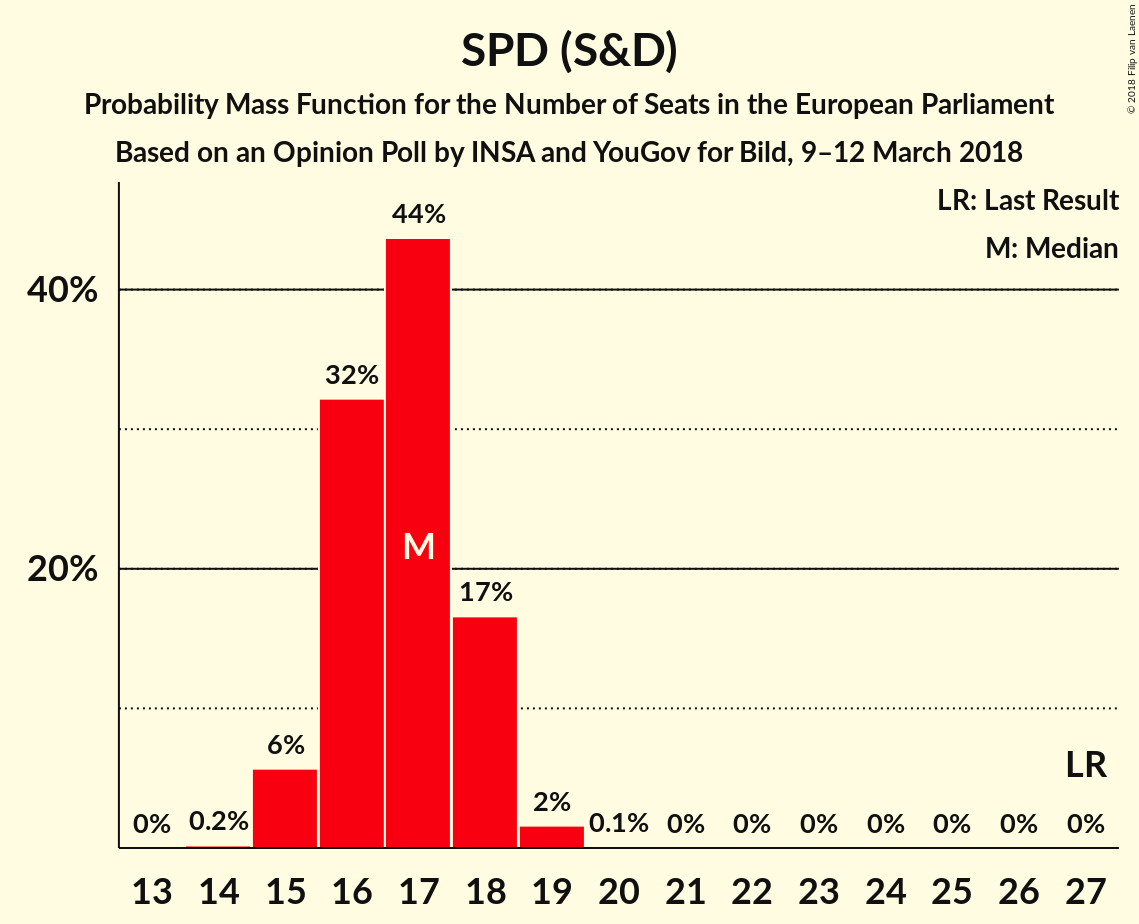 SPD (S&D)
Probability Mass Function for the Number of Seats in the European Parliament
Based on an Opinion Poll by INSA and YouGov for Bild, 9–12 March 2018
© 2018 Filip van Laenen
LR: Last Result
M: Median
44%
40%
32%
M
20%
17%
6%
LR
2%
0% 0.2% 0.1% 0% 0% 0% 0% 0% 0% 0%
13 14 15 16 17 18 19 20 21 22 23 24 25 26 27